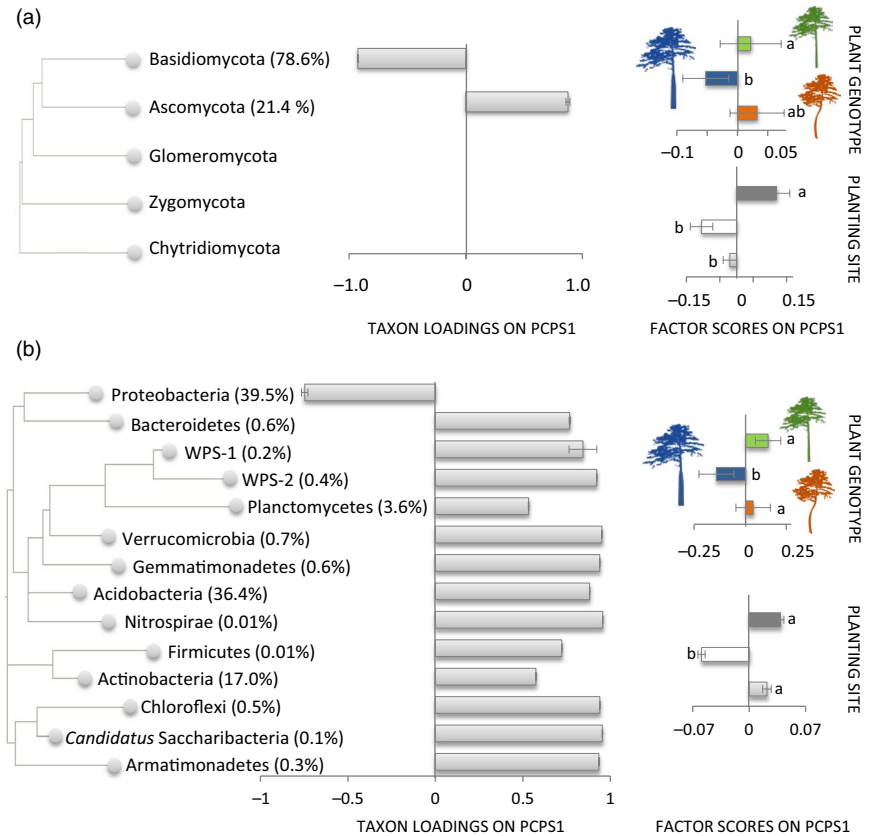 (a)
Basidiomycota (78.6%)
Ascomycota (21.4 %)
Glomeromycota
Zygomycota
Chytridiomycota
−1.0 0 1.0
TAXON LOADINGS ON PCPS1
a
b
ab
−0.1 0 0.05
PLANT GENOTYPE
a
b
b
−0.15 0 0.15
PLANTING SITE
FACTOR SCORES ON PCPS1
(b)
Proteobacteria (39.5%)
Bacteroidetes (0.6%)
WPS-1 (0.2%)
WPS-2 (0.4%)
Planctomycetes (3.6%)
Verrucomicrobia (0.7%)
Gemmatimonadetes (0.6%)
Acidobacteria (36.4%)
Nitrospirae (0.01%)
Firmicutes (0.01%)
Actinobacteria (17.0%)
Chloroflexi (0.5%)
Candidatus Saccharibacteria (0.1%)
Armatimonadetes (0.3%)
−1 −0.5 0 0.5 1
TAXON LOADINGS ON PCPS1
a
b
a
−0.25 0 0.25
PLANT GENOTYPE
a
b
a
−0.07 0 0.07
PLANTING SITE
FACTOR SCORES ON PCPS1